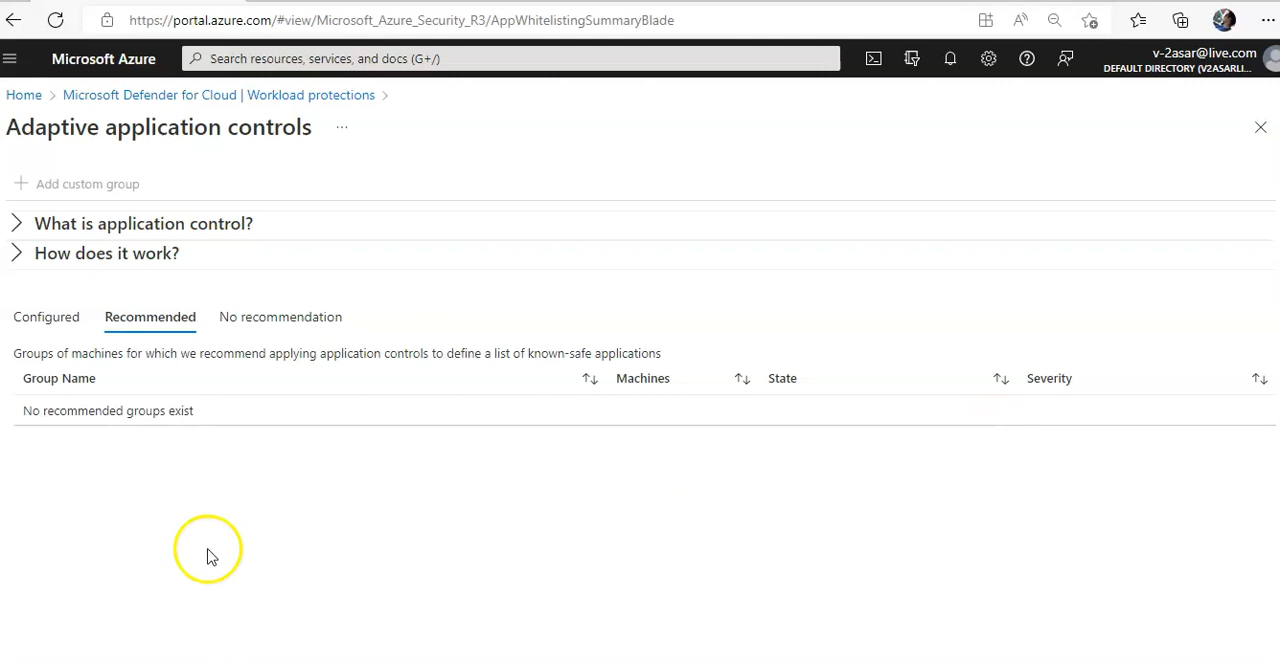 https://portal.azure.com/#view/Microsoft_Azure_Security_R3/AppWhitelistingSummaryBlade
Microsoft Azure
Search resources, services, and docs (G+/)
v-2asar@live.com
DEFAULT DIRECTORY (V2ASARLI...
Home > Microsoft Defender for Cloud | Workload protections >
Adaptive application controls ...
+ Add custom group
What is application control?
How does it work?
Configured Recommended No recommendation
Groups of machines for which we recommend applying application controls to define a list of known-safe applications
Group Name Machines State Severity
No recommended groups exist